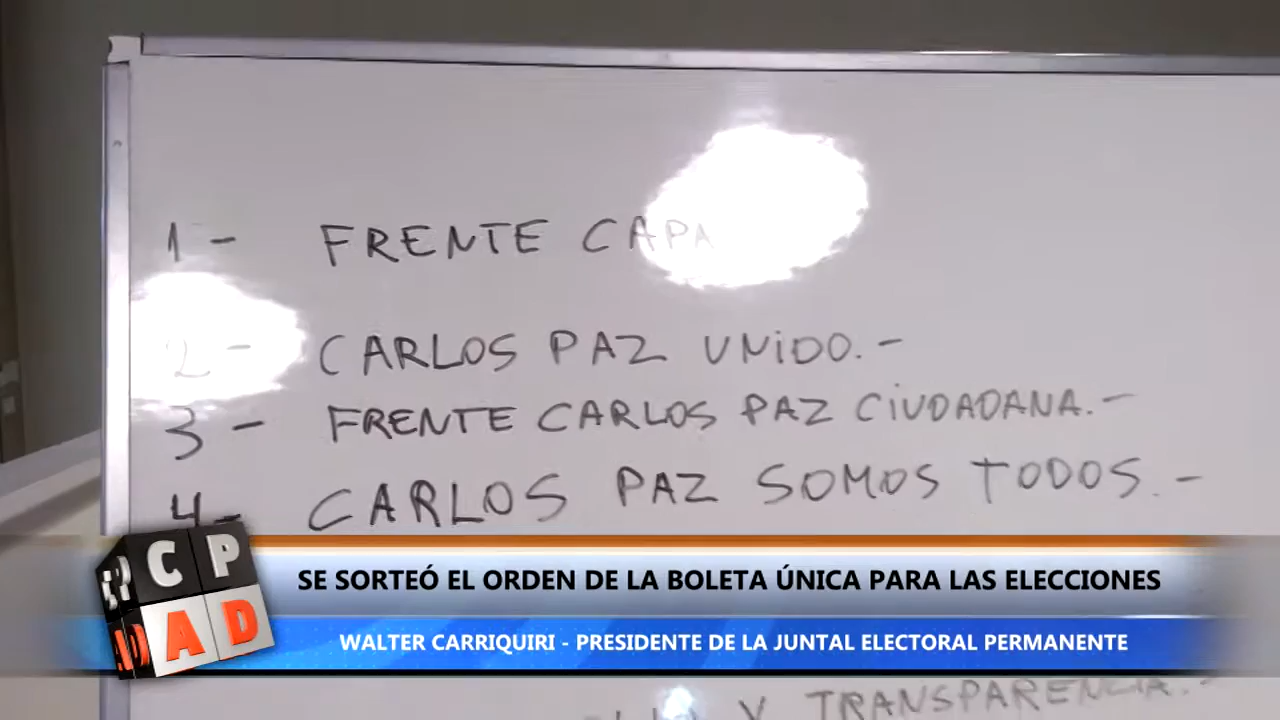 1 - FRENTE CAPA
2 - CARLOS PAZ UNIDO.-
3 - FRENTE CARLOS PAZ CIUDADANA.-
4 - CARLOS PAZ SOMOS TODOS.-
CP
AD
SE SORTEÓ EL ORDEN DE LA BOLETA ÚNICA PARA LAS ELECCIONES
WALTER CARRIQUIRI - PRESIDENTE DE LA JUNTAL ELECTORAL PERMANENTE
Y TRANSPARENCIA.-